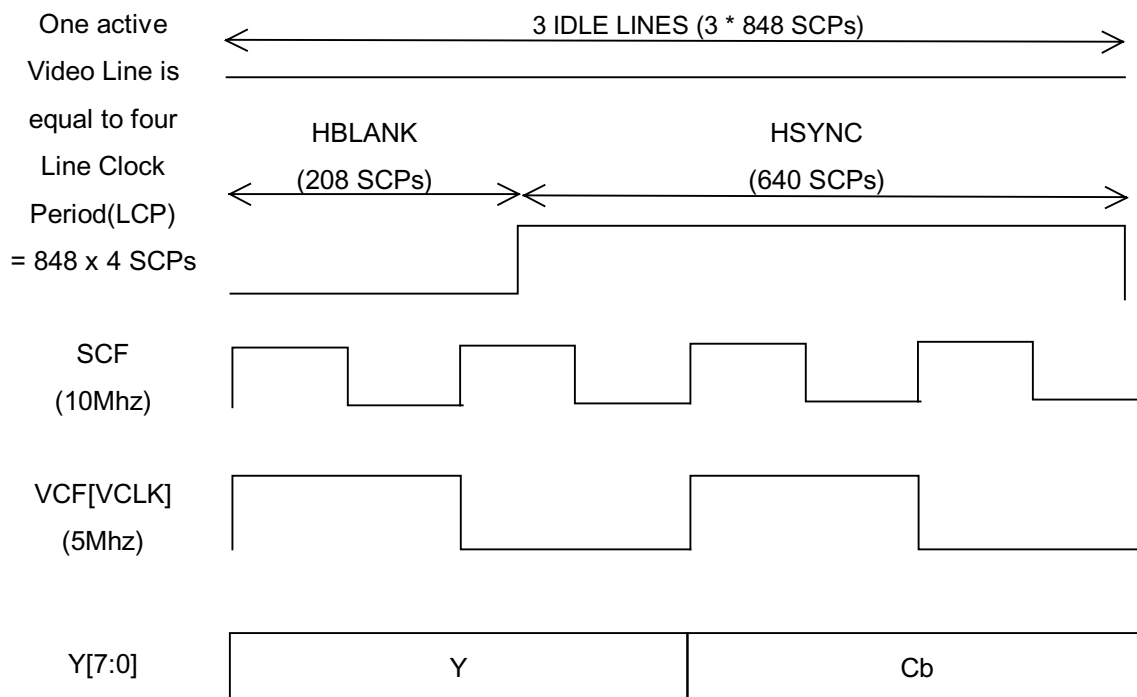 One active
Video Line is
equal to four
Line Clock
Period(LCP)
= 848 x 4 SCPs
3 IDLE LINES (3 * 848 SCPs)
HBLANK
(208 SCPs)
HSYNC
(640 SCPs)
SCF
(10Mhz)
VCF[VCLK]
(5Mhz)
Y[7:0]
Y
Cb